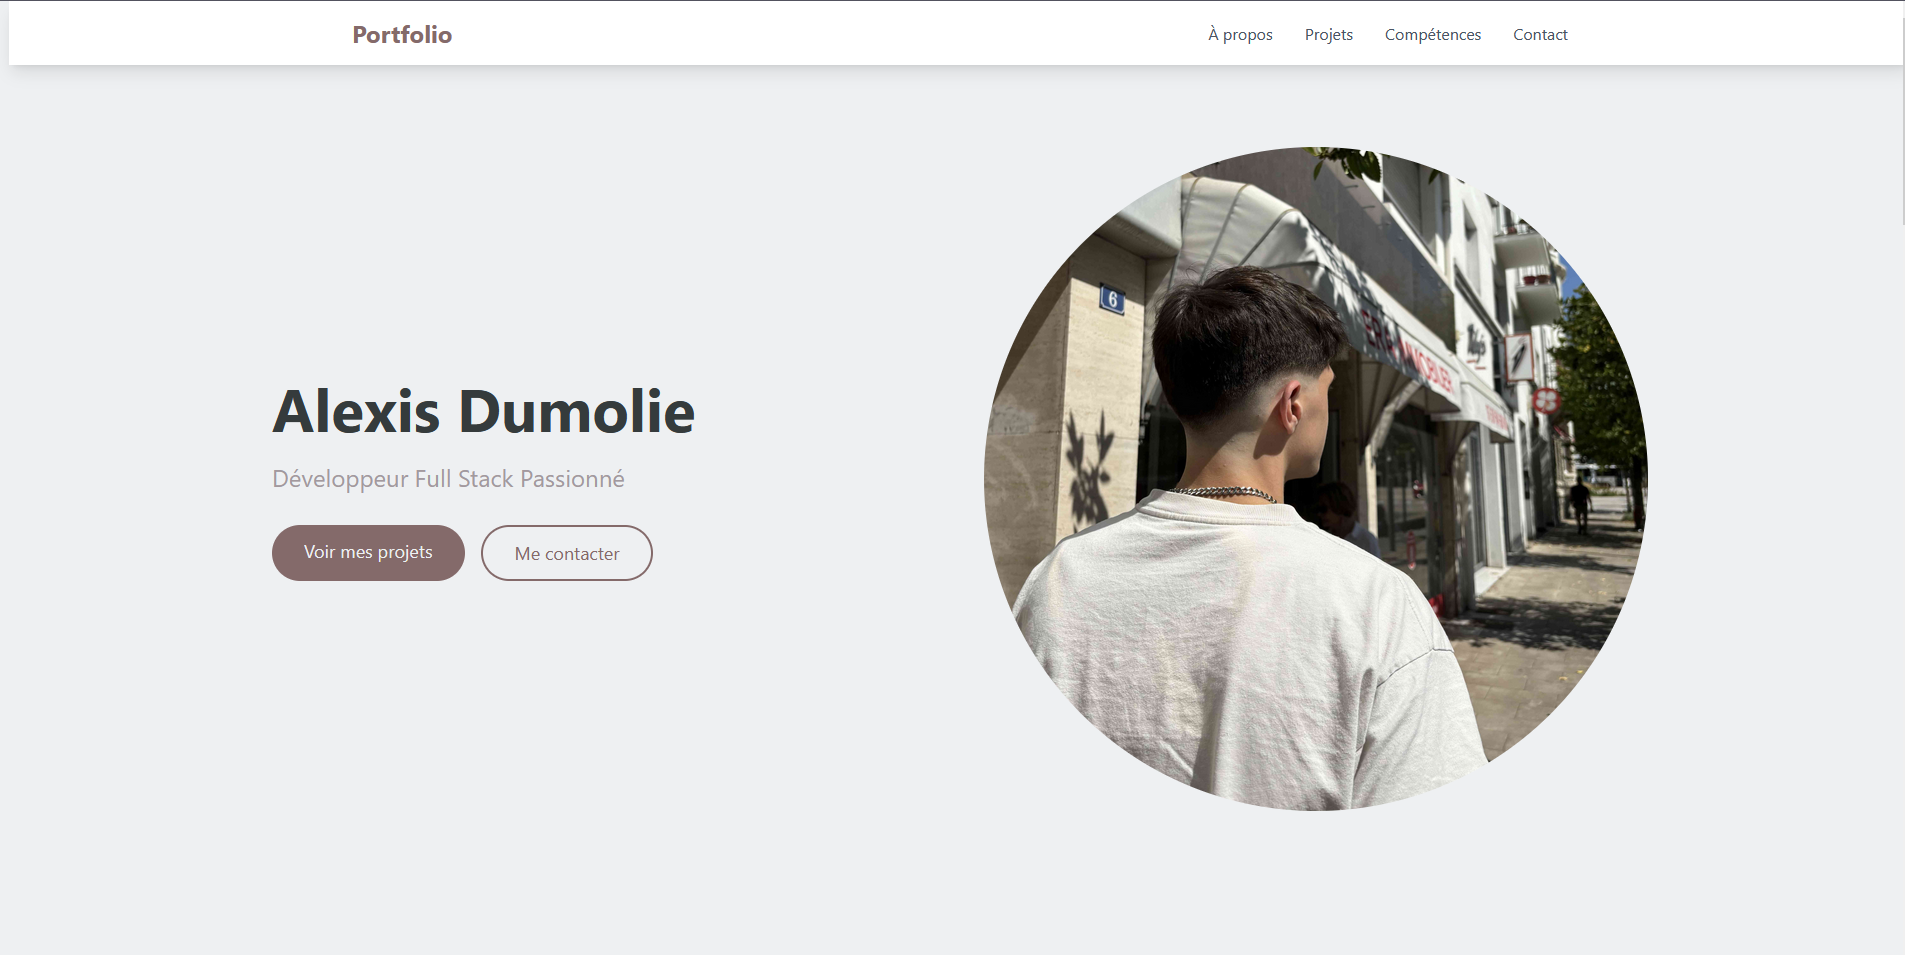 Portfolio
À propos Projets Compétences Contact
6
Alexis Dumolie
Développeur Full Stack Passionné
Voir mes projets Me contacter